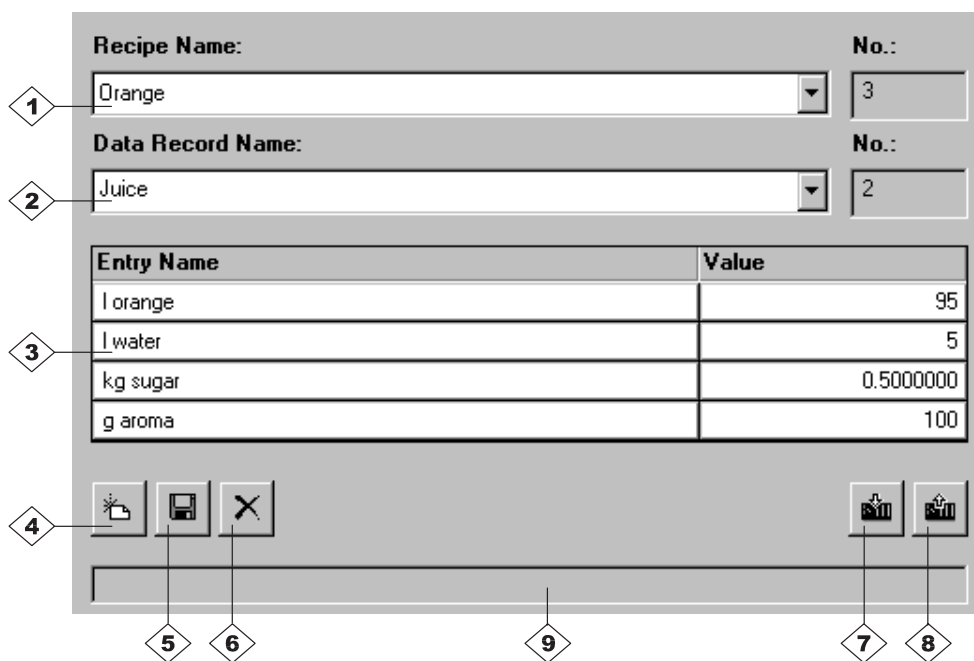 Recipe Name: No.:
1 Orange 3
Data Record Name: No.:
2 Juice 2
Entry Name Value
l orange 95
3 l water 5
kg sugar 0.5000000
g aroma 100
4
5 6 9 7 8